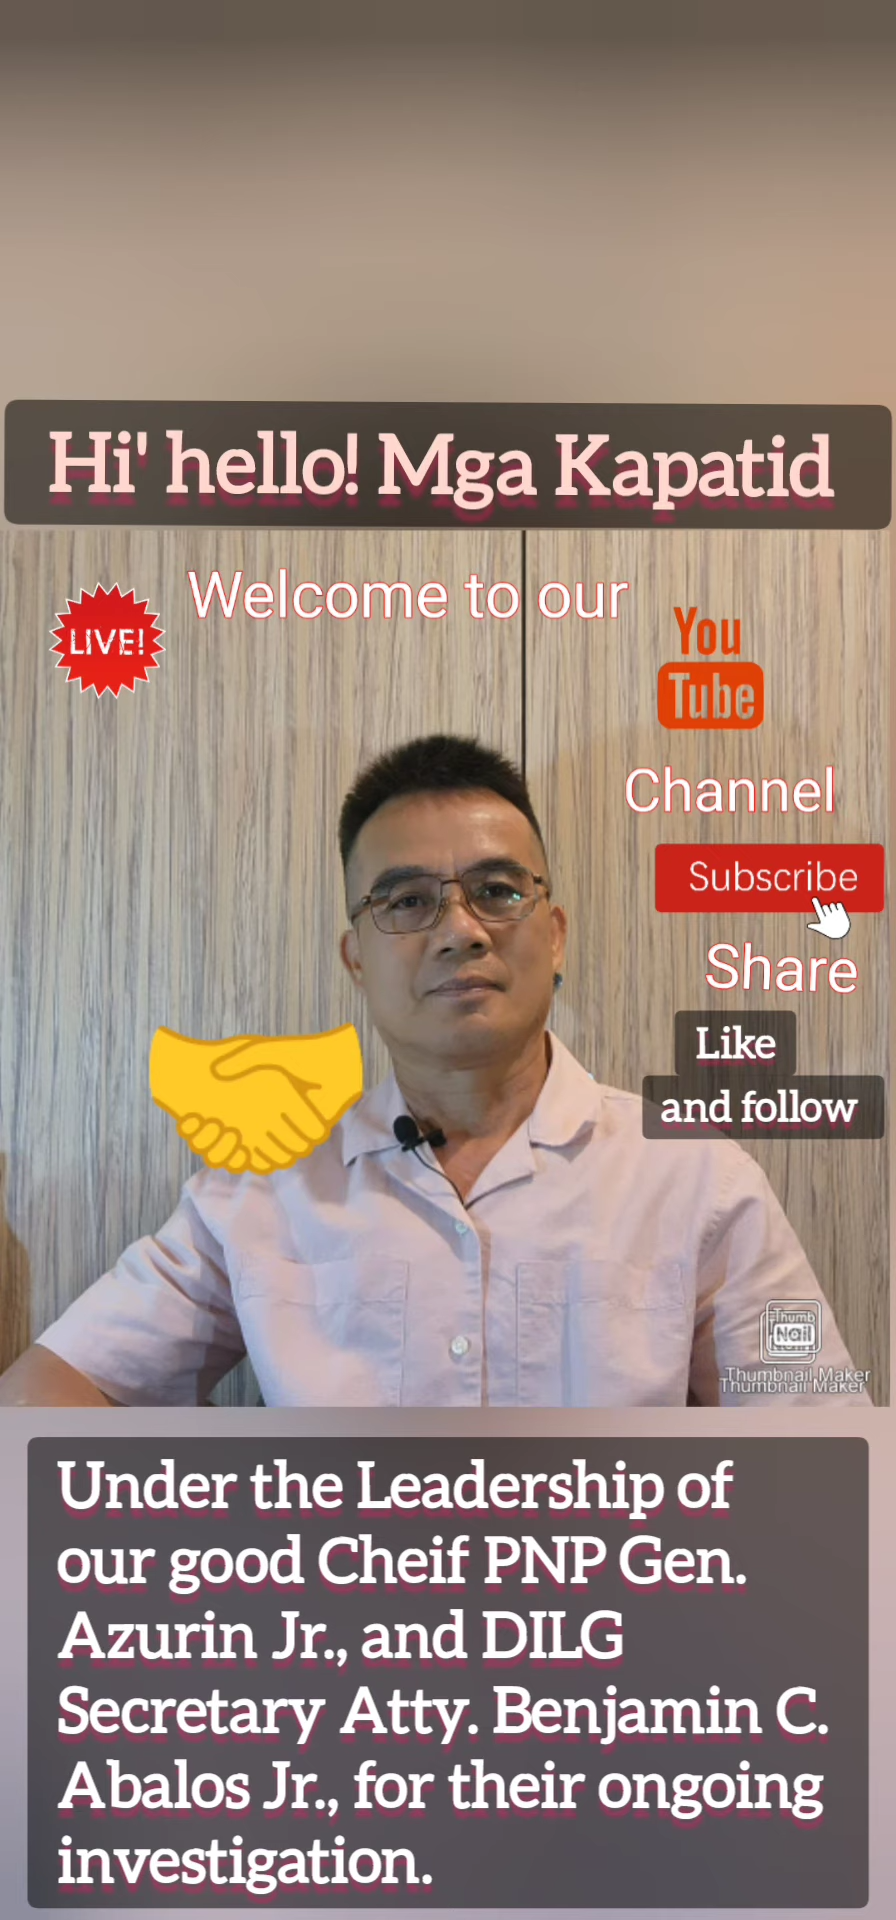 Hi' hello! Mga Kapatid
Welcome to our
LIVE!
You
Tube
Channel
Subscribe
Share
Like
and follow
Thumb
Nail
Thumbnail Maker
Thumbnail Maker
Under the Leadership of
our good Cheif PNP Gen.
Azurin Jr., and DILG
Secretary Atty. Benjamin C.
Abalos Jr., for their ongoing
investigation.